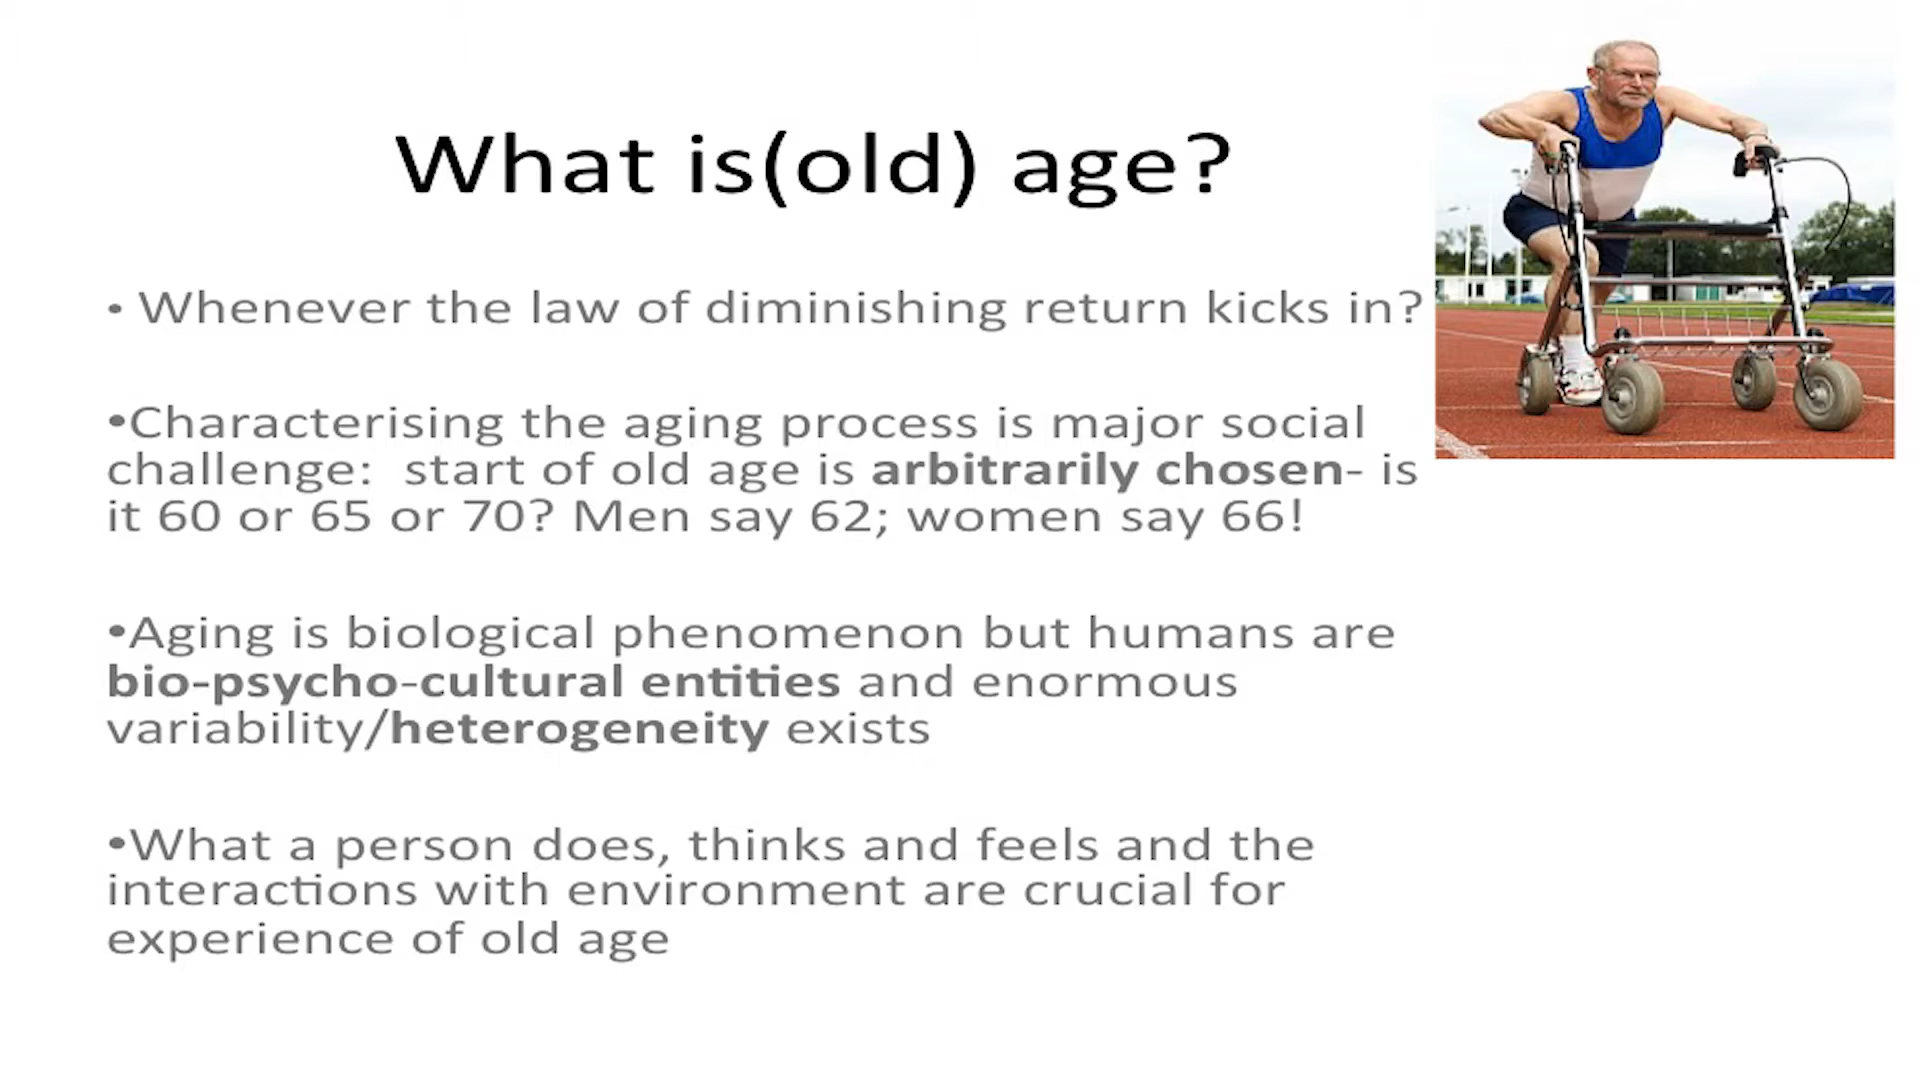 What is(old) age?
• Whenever the law of diminishing return kicks in?
•Characterising the aging process is major social
challenge:  start of old age is arbitrarily chosen- is
it 60 or 65 or 70? Men say 62; women say 66!
•Aging is biological phenomenon but humans are
bio-psycho-cultural entities and enormous
variability/heterogeneity exists
•What a person does, thinks and feels and the
interactions with environment are crucial for
experience of old age